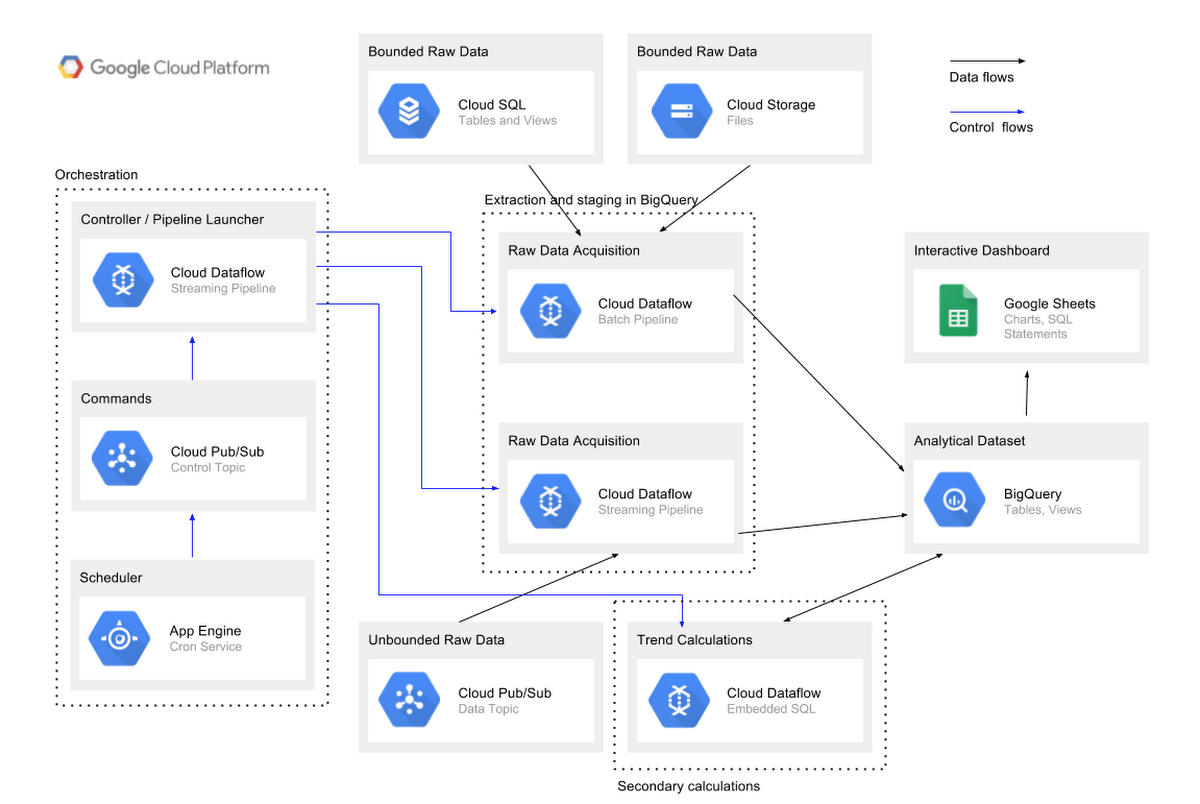 Google Cloud Platform
Bounded Raw Data
Cloud SQL
Tables and Views
Bounded Raw Data
Cloud Storage
Files
Data flows
Control flows
Orchestration
Controller / Pipeline Launcher
Cloud Dataflow
Streaming Pipeline
Commands
Cloud Pub/Sub
Control Topic
Scheduler
App Engine
Cron Service
Extraction and staging in BigQuery
Raw Data Acquisition
Cloud Dataflow
Batch Pipeline
Raw Data Acquisition
Cloud Dataflow
Streaming Pipeline
Interactive Dashboard
Google Sheets
Charts, SQL
Statements
Analytical Dataset
BigQuery
Tables, Views
Unbounded Raw Data
Cloud Pub/Sub
Data Topic
Trend Calculations
Cloud Dataflow
Embedded SQL
Secondary calculations